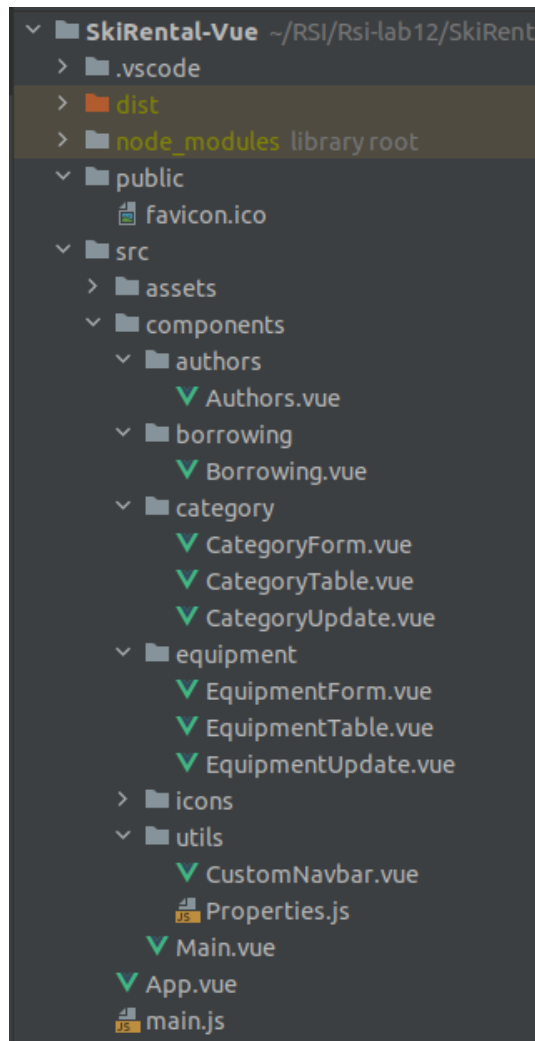 SkiRental-Vue ~/RSI/Rsi-lab12/SkiRent
.vscode
dist
node_modules library root
public
favicon.ico
src
assets
components
authors
Authors.vue
borrowing
Borrowing.vue
category
CategoryForm.vue
CategoryTable.vue
CategoryUpdate.vue
equipment
EquipmentForm.vue
EquipmentTable.vue
EquipmentUpdate.vue
icons
utils
CustomNavbar.vue
JS Properties.js
Main.vue
App.vue
JS main.js